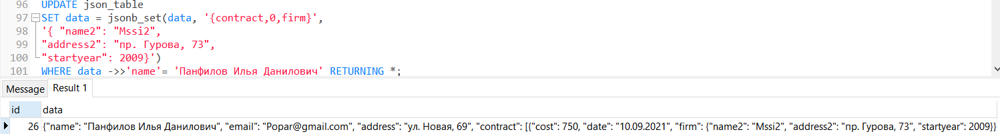 96 UPDATE json_table
97 SET data = jsonb_set(data, '{contract,0,firm}',
98 '{ "name2": "Mssi2",
99 "address2": "пр. Гурова, 73",
100 "startyear": 2009}')
101 WHERE data ->>'name'= 'Панфилов Илья Данилович' RETURNING *;
Message Result 1
id data
26 {"name": "Панфилов Илья Данилович", "email": "Popar@gmail.com", "address": "ул. Новая, 69", "contract": [{"cost": 750, "date": "10.09.2021", "firm": {"name2": "Mssi2", "address2": "пр. Гурова, 73", "startyear": 2009}}